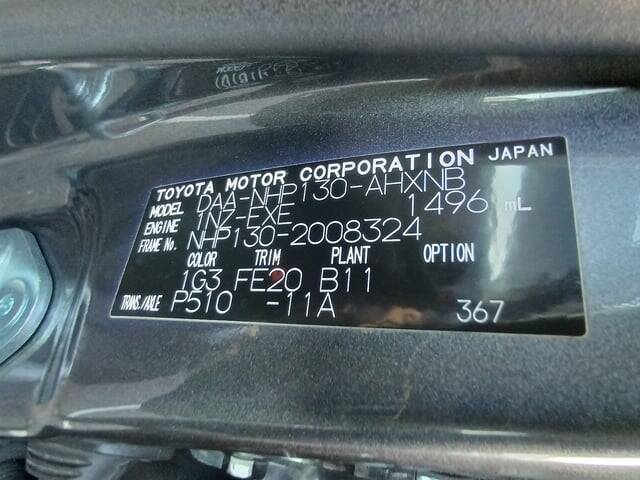 TOYOTA MOTOR CORPORATION JAPAN
MODEL DAA-NHP130-AHXNB
ENGINE 1NZ-EXE 1496 mL
FRAME No. NHP130-2008324
COLOR TRIM PLANT OPTION
1G3 FE20 B11
TRANS./AXLE P510 -11A 367